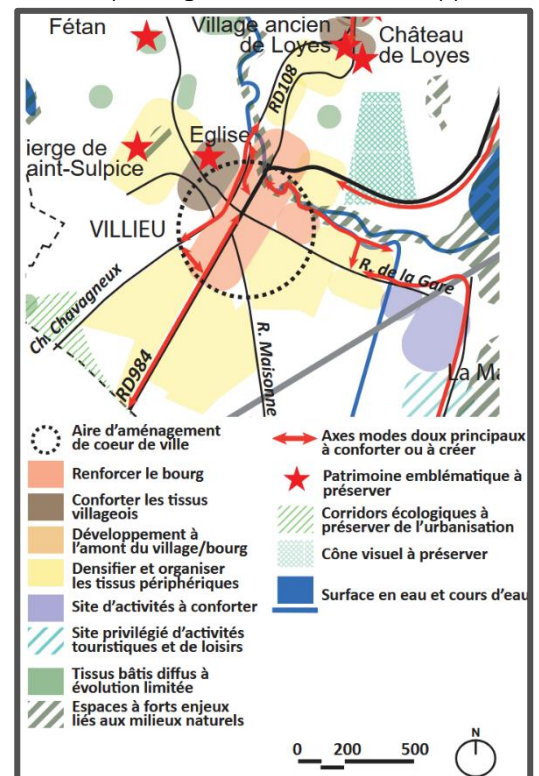 Fétan
Village ancien
de Loyes
Château
de Loyes
RD108
Eglise
ierge de
aint-Sulpice
VILLIEU
Ch. Chavagneux
RD984
R. Maisonne
R. de la Gare
La Ma
Aire d’aménagement
de coeur de ville
Renforcer le bourg
Conforter les tissus
villageois
Développement à
l’amont du village/bourg
Densifier et organiser
les tissus périphériques
Site d’activités à conforter
Site privilégié d’activités
touristiques et de loisirs
Tissus bâtis diffus à
évolution limitée
Espaces à forts enjeux
liés aux milieux naturels
Axes modes doux principaux
à conforter ou à créer
Patrimoine emblématique à
préserver
Corridors écologiques à
préserver de l’urbanisation
Cône visuel à préserver
Surface en eau et cours d’eau
0 200 500
N